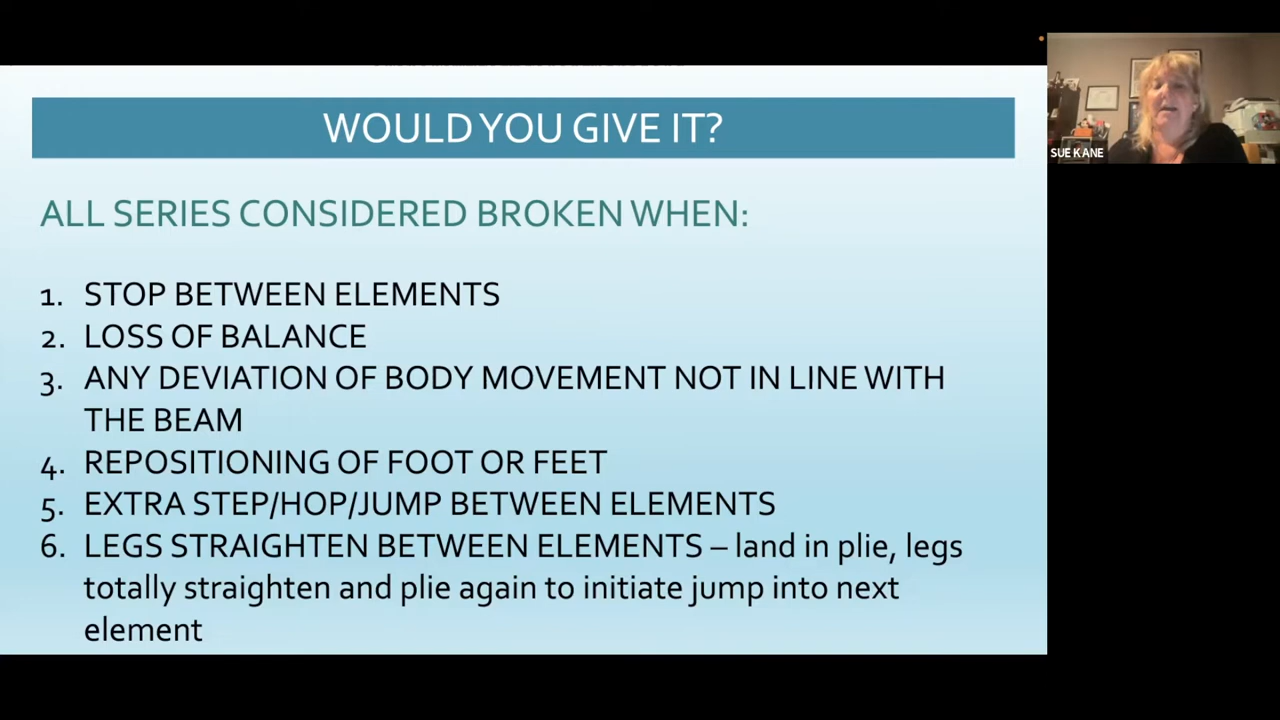 WOULD YOU GIVE IT?
SUE KANE
ALL SERIES CONSIDERED BROKEN WHEN:
1. STOP BETWEEN ELEMENTS
2. LOSS OF BALANCE
3. ANY DEVIATION OF BODY MOVEMENT NOT IN LINE WITH
THE BEAM
4. REPOSITIONING OF FOOT OR FEET
5. EXTRA STEP/HOP/JUMP BETWEEN ELEMENTS
6. LEGS STRAIGHTEN BETWEEN ELEMENTS – land in plie, legs
totally straighten and plie again to initiate jump into next
element